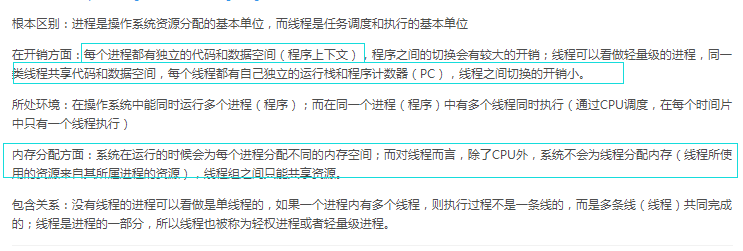 根本区别：进程是操作系统资源分配的基本单位，而线程是任务调度和执行的基本单位
在开销方面：每个进程都有独立的代码和数据空间（程序上下文），程序之间的切换会有较大的开销；线程可以看做轻量级的进程，同一
类线程共享代码和数据空间，每个线程都有自己独立的运行栈和程序计数器（PC），线程之间切换的开销小。
所处环境：在操作系统中能同时运行多个进程（程序）；而在同一个进程（程序）中有多个线程同时执行（通过CPU调度，在每个时间片
中只有一个线程执行）
内存分配方面：系统在运行的时候会为每个进程分配不同的内存空间；而对线程而言，除了CPU外，系统不会为线程分配内存（线程所使
用的资源来自其所属进程的资源），线程组之间只能共享资源。
包含关系：没有线程的进程可以看做是单线程的，如果一个进程内有多个线程，则执行过程不是一条线的，而是多条线（线程）共同完成
的；线程是进程的一部分，所以线程也被称为轻权进程或者轻量级进程。